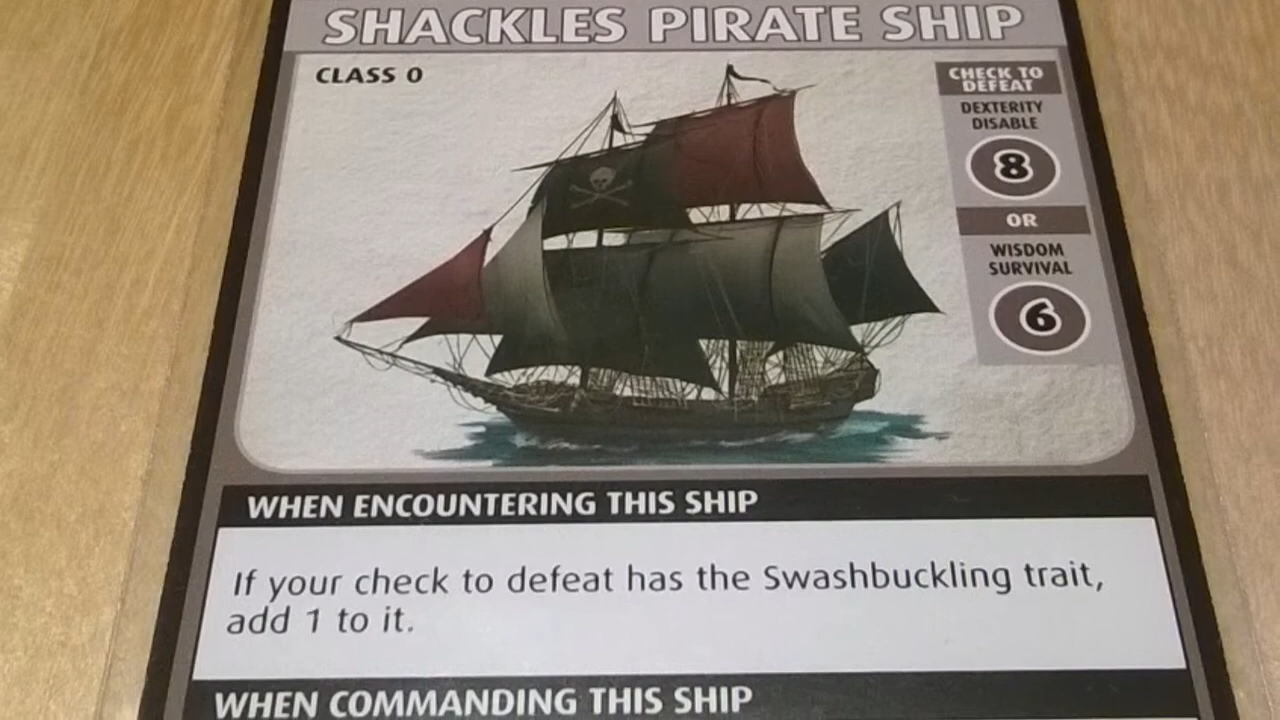 SHACKLES PIRATE SHIP
CLASS 0
CHECK TO
DEFEAT
DEXTERITY
DISABLE
8
OR
WISDOM
SURVIVAL
6
WHEN ENCOUNTERING THIS SHIP
If your check to defeat has the Swashbuckling trait,
add 1 to it.
WHEN COMMANDING THIS SHIP